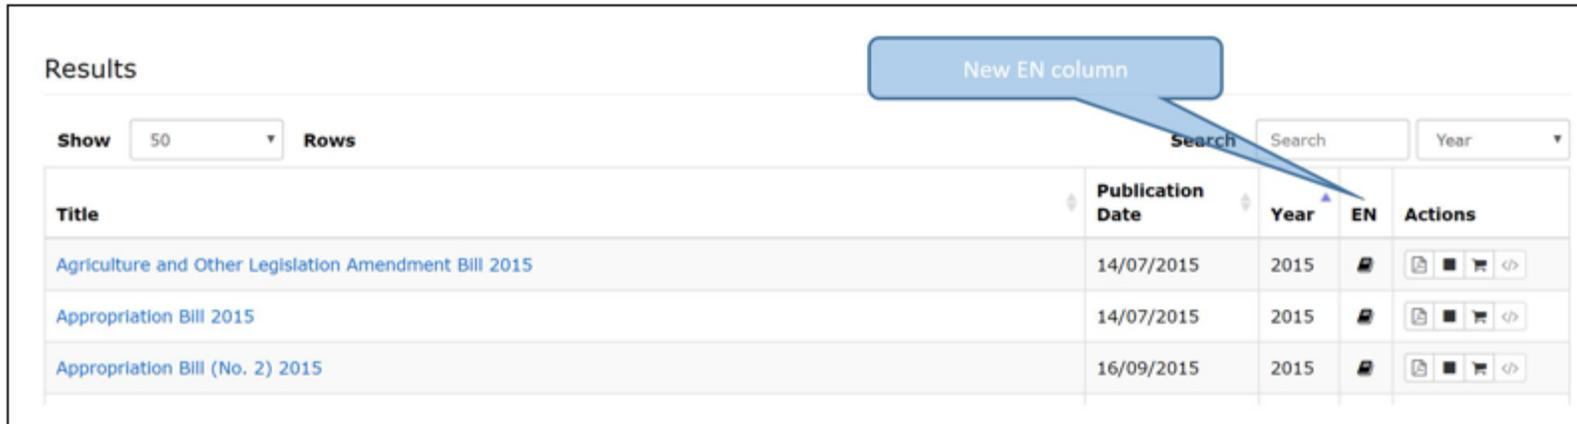 Results
New EN column
Show 50 Rows Search Search Year
Title Publication Date Year EN Actions
Agriculture and Other Legislation Amendment Bill 2015 14/07/2015 2015
Appropriation Bill 2015 14/07/2015 2015
Appropriation Bill (No. 2) 2015 16/09/2015 2015